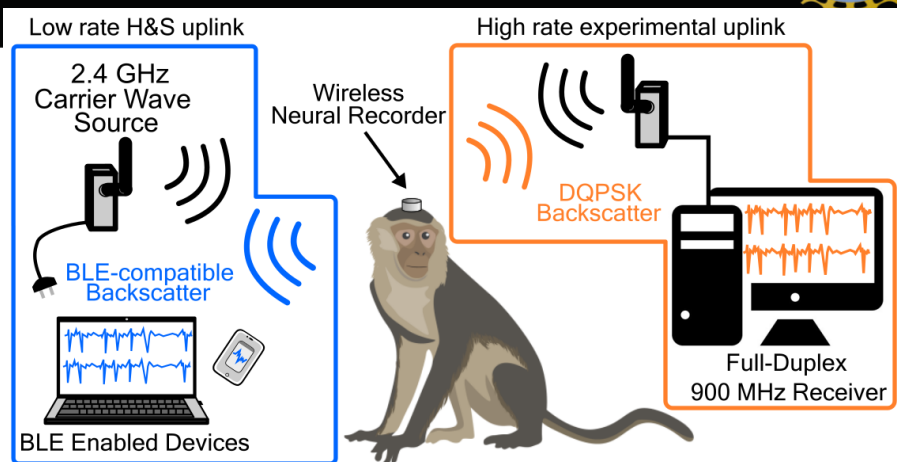 Low rate H&S uplink
2.4 GHz
Carrier Wave
Source
BLE-compatible
Backscatter
BLE Enabled Devices
Wireless
Neural Recorder
High rate experimental uplink
DQPSK
Backscatter
Full-Duplex
900 MHz Receiver